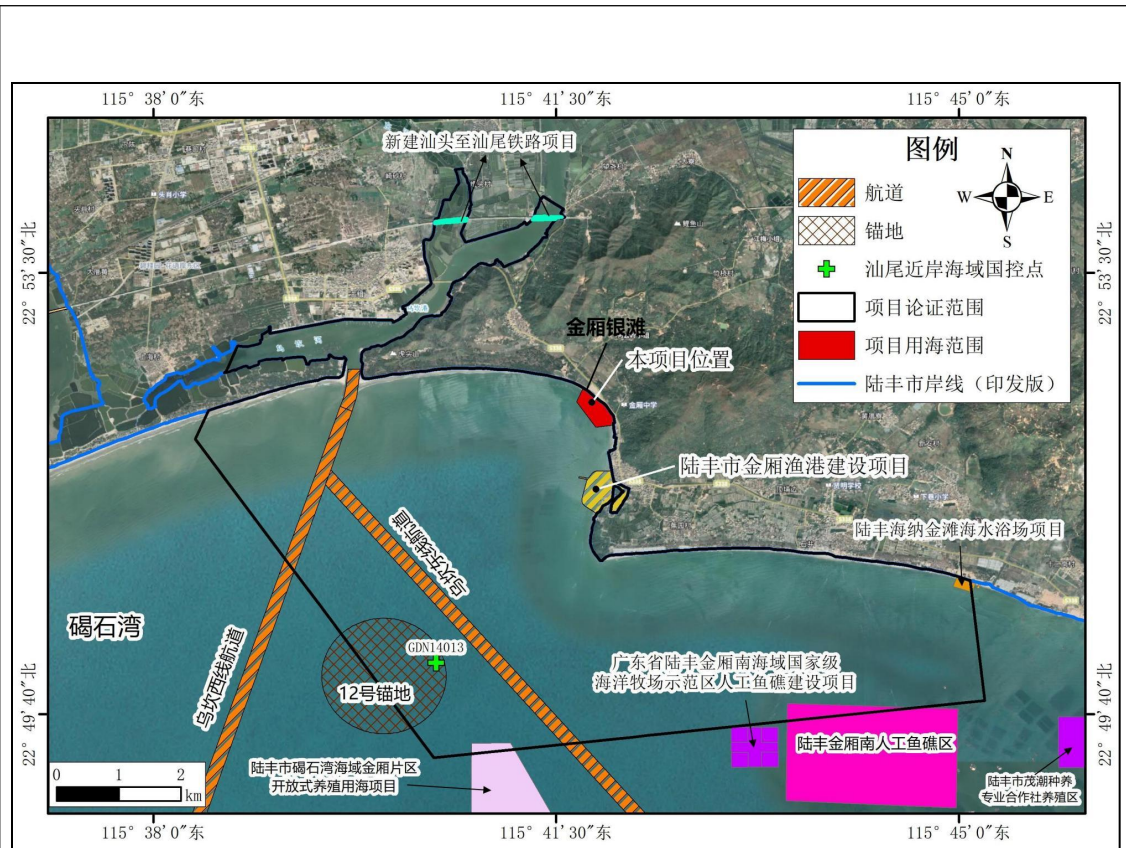 115° 38′0″东
115° 41′30″东
115° 45′0″东
新建汕头至汕尾铁路项目
图例
N
W
E
S
航道
锚地
汕尾近岸海域国控点
项目论证范围
项目用海范围
陆丰市岸线（印发版）
22° 53′30″北
22° 53′30″北
金厢银滩
本项目位置
金厢中学
陆丰市金厢渔港建设项目
陆丰海纳金滩海水浴场项目
碣石湾
乌坎西线航道
乌坎东线航道
GDN14013
12号锚地
广东省陆丰金厢南海域国家级
海洋牧场示范区人工鱼礁建设项目
陆丰金厢南人工鱼礁区
陆丰市碣石湾海域金厢片区
开放式养殖用海项目
陆丰市茂潮种养
专业合作社养殖区
22° 49′40″北
22° 49′40″北
0 1 2
km
115° 38′0″东
115° 41′30″东
115° 45′0″东